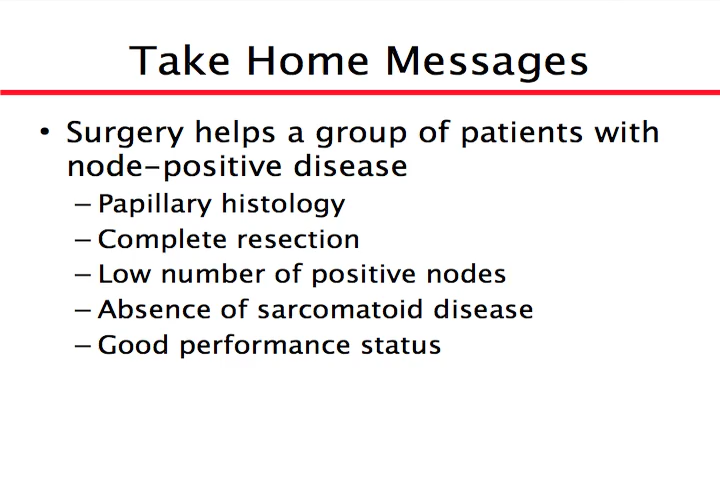 Take Home Messages
• Surgery helps a group of patients with
node-positive disease
– Papillary histology
– Complete resection
– Low number of positive nodes
– Absence of sarcomatoid disease
– Good performance status